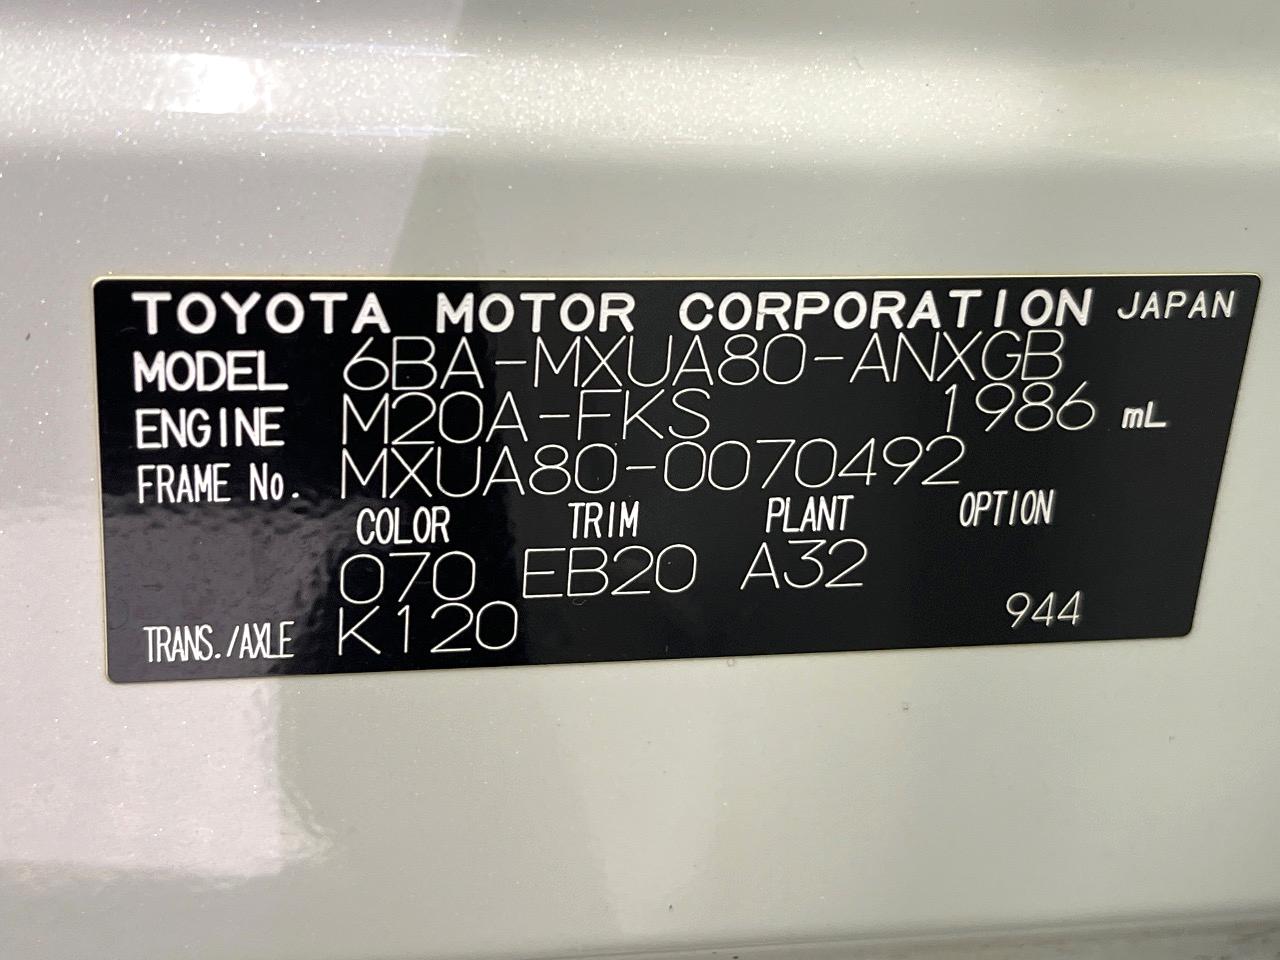 TOYOTA MOTOR CORPORATION JAPAN
MODEL 6BA-MXUA80-ANXGB
ENGINE M20A-FKS 1986 mL
FRAME No. MXUA80-0070492
COLOR TRIM PLANT OPTION
070 EB20 A32
TRANS./AXLE K120 944